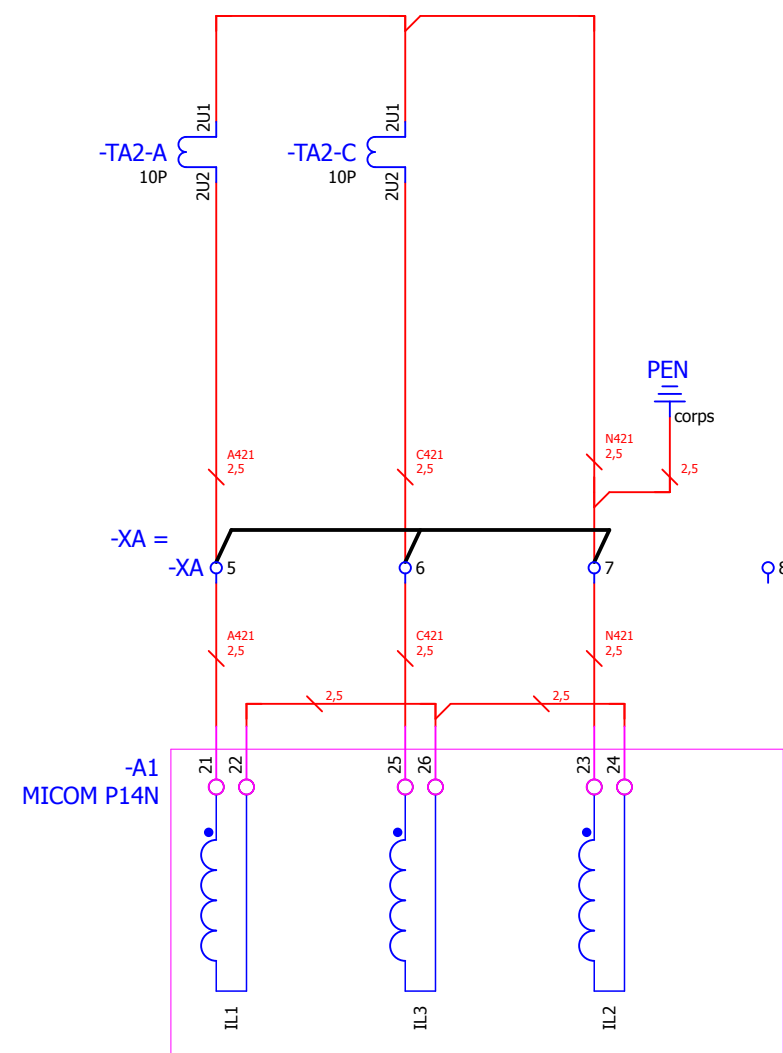 2U1
2U1
-TA2-A
-TA2-C
10P
10P
2U2
2U2
PEN
corps
A421
2,5
C421
2,5
N421
2,5
2,5
-XA =
-XA
5
6
7
8
A421
2,5
C421
2,5
N421
2,5
2,5
2,5
-A1
MICOM P14N
21
22
25
26
23
24
IL1
IL3
IL2